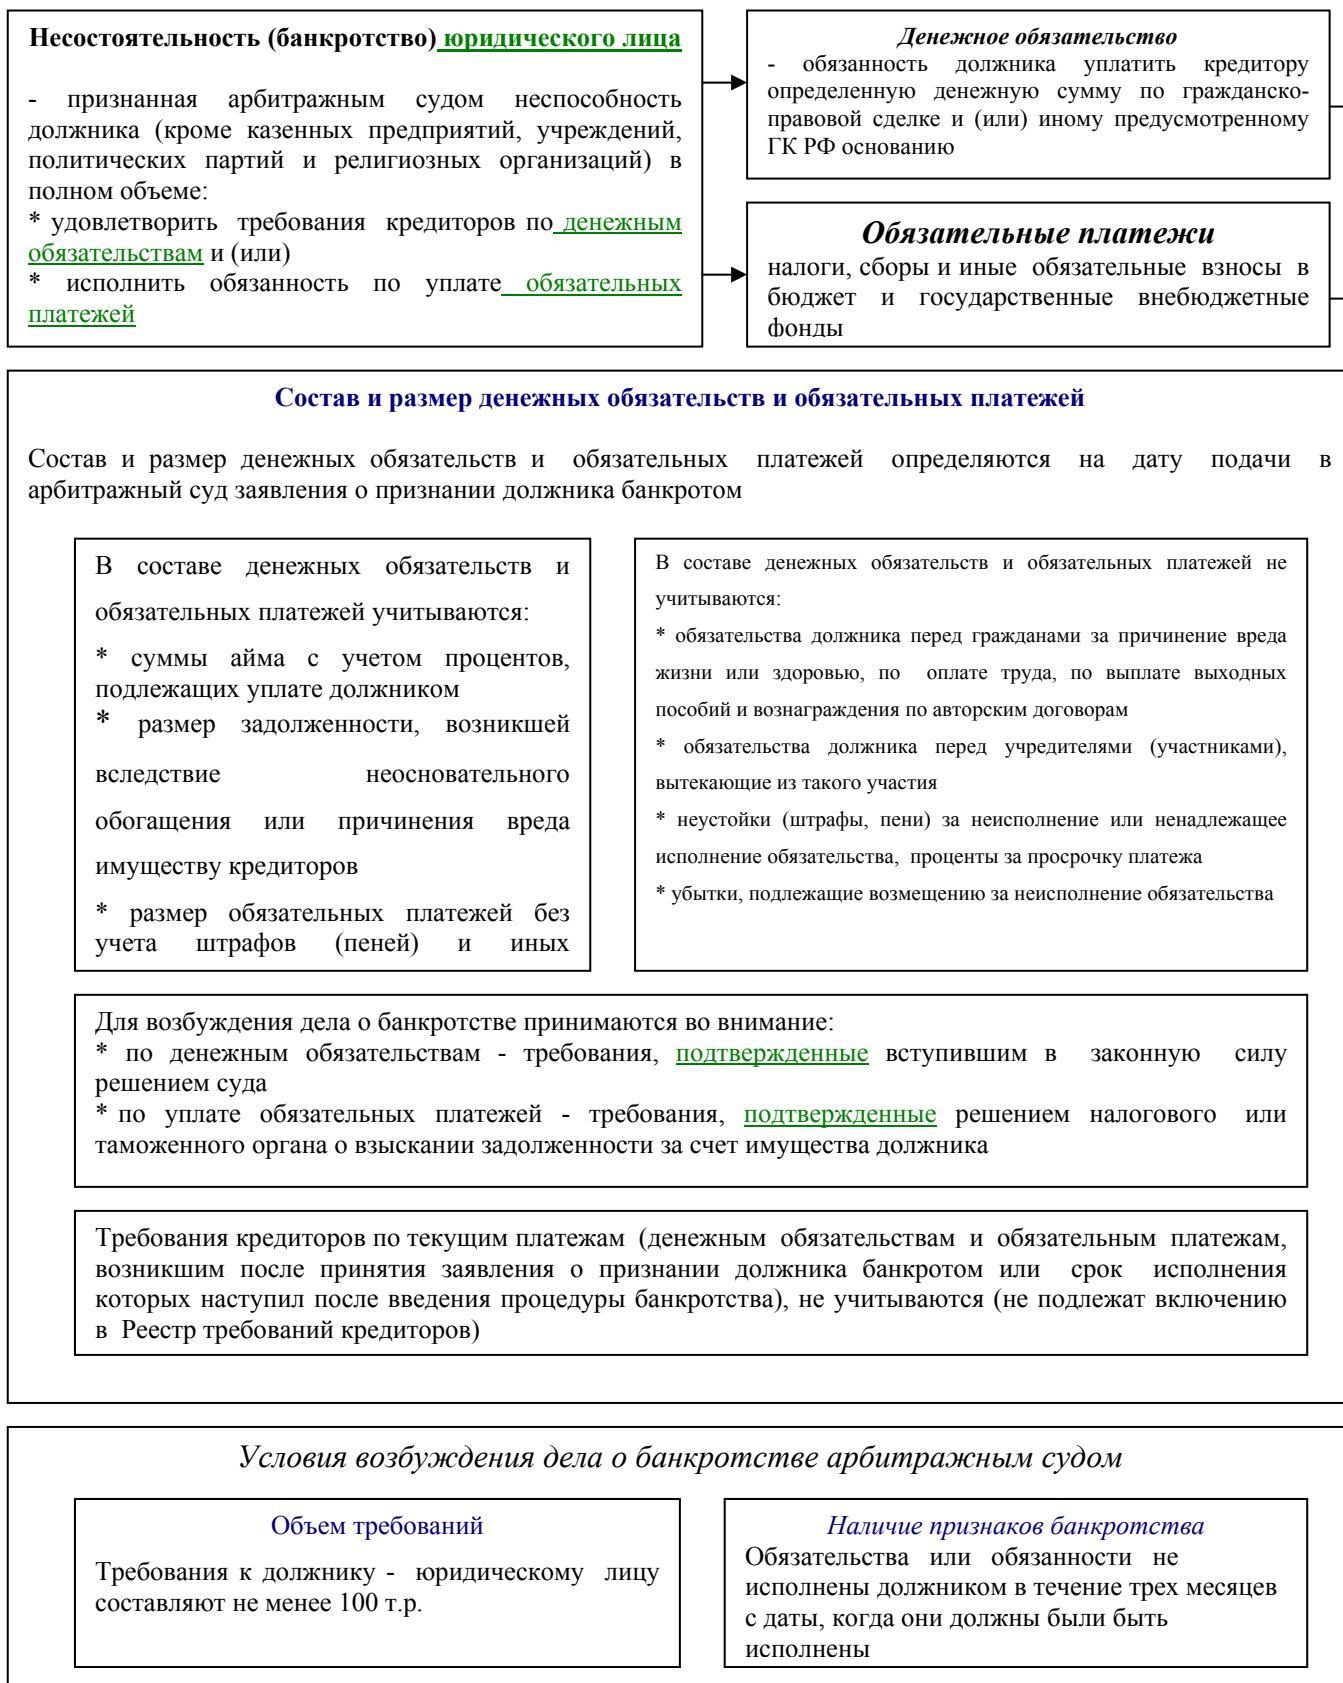 Несостоятельность (банкротство) юридического лица
- признанная арбитражным судом неспособность
должника (кроме казенных предприятий, учреждений,
политических партий и религиозных организаций) в
полном объеме:
* удовлетворить требования кредиторов по денежным
обязательствам и (или)
* исполнить обязанность по уплате обязательных
платежей
Денежное обязательство
- обязанность должника уплатить кредитору
определенную денежную сумму по гражданско-
правовой сделке и (или) иному предусмотренному
ГК РФ основанию
Обязательные платежи
налоги, сборы и иные обязательные взносы в
бюджет и государственные внебюджетные
фонды
Состав и размер денежных обязательств и обязательных платежей
Состав и размер денежных обязательств и обязательных платежей определяются на дату подачи в
арбитражный суд заявления о признании должника банкротом
В составе денежных обязательств и
обязательных платежей учитываются:
* суммы айма с учетом процентов,
подлежащих уплате должником
* размер задолженности, возникшей
вследствие неосновательного
обогащения или причинения вреда
имуществу кредиторов
* размер обязательных платежей без
учета штрафов (пеней) и иных
В составе денежных обязательств и обязательных платежей не
учитываются:
* обязательства должника перед гражданами за причинение вреда
жизни или здоровью, по оплате труда, по выплате выходных
пособий и вознаграждения по авторским договорам
* обязательства должника перед учредителями (участниками),
вытекающие из такого участия
* неустойки (штрафы, пени) за неисполнение или ненадлежащее
исполнение обязательства, проценты за просрочку платежа
* убытки, подлежащие возмещению за неисполнение обязательства
Для возбуждения дела о банкротстве принимаются во внимание:
* по денежным обязательствам - требования, подтвержденные вступившим в законную силу
решением суда
* по уплате обязательных платежей - требования, подтвержденные решением налогового или
таможенного органа о взыскании задолженности за счет имущества должника
Требования кредиторов по текущим платежам (денежным обязательствам и обязательным платежам,
возникшим после принятия заявления о признании должника банкротом или срок исполнения
которых наступил после введения процедуры банкротства), не учитываются (не подлежат включению
в Реестр требований кредиторов)
Условия возбуждения дела о банкротстве арбитражным судом
Объем требований
Требования к должнику - юридическому лицу
составляют не менее 100 т.р.
Наличие признаков банкротства
Обязательства или обязанности не
исполнены должником в течение трех месяцев
с даты, когда они должны были быть
исполнены